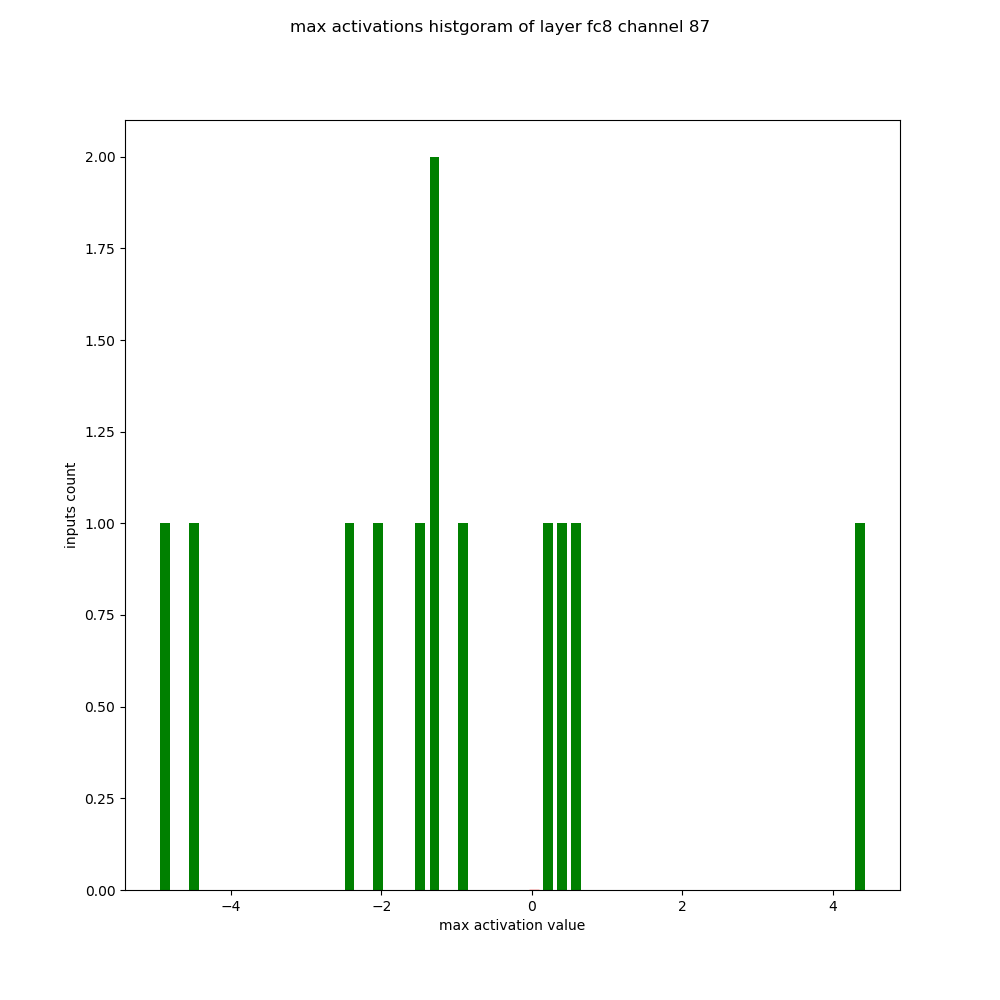 max activations histgoram of layer fc8 channel 87
2.00
1.75
1.50
1.25
1.00
0.75
0.50
0.25
0.00
inputs count
−4 −2 0 2 4
max activation value